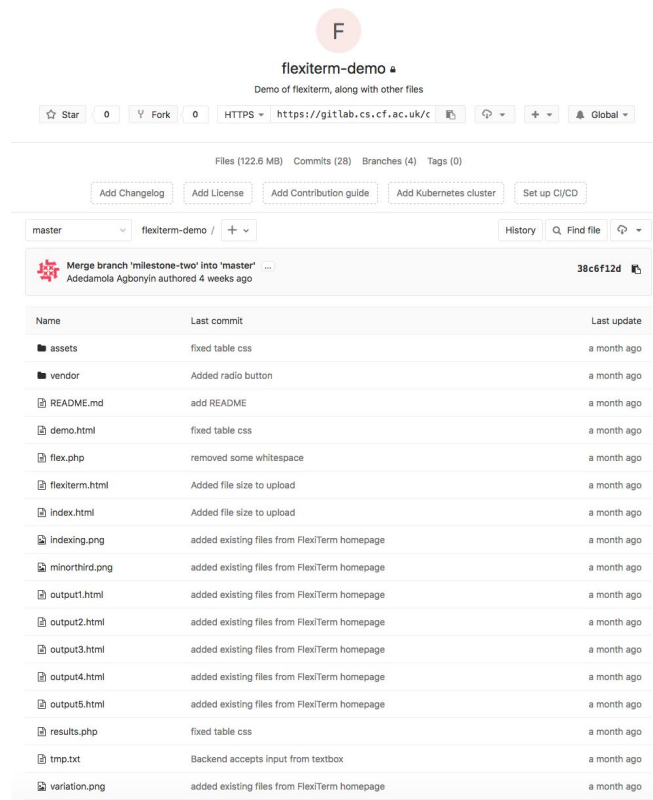 F
flexiterm-demo
Demo of flexiterm, along with other files
Star 0 Fork 0 HTTPS https://gitlab.cs.cf.ac.uk/c + Global
Files (122.6 MB) Commits (28) Branches (4) Tags (0)
Add Changelog Add License Add Contribution guide Add Kubernetes cluster Set up CI/CD
master flexiterm-demo / + History Find file
Merge branch 'milestone-two' into 'master' ... 38c6f12d
Adedamola Agbonyin authored 4 weeks ago
Name Last commit Last update
assets fixed table css a month ago
vendor Added radio button a month ago
README.md add README a month ago
demo.html fixed table css a month ago
flex.php removed some whitespace a month ago
flexiterm.html Added file size to upload a month ago
index.html Added file size to upload a month ago
indexing.png added existing files from FlexiTerm homepage a month ago
minorthird.png added existing files from FlexiTerm homepage a month ago
output1.html added existing files from FlexiTerm homepage a month ago
output2.html added existing files from FlexiTerm homepage a month ago
output3.html added existing files from FlexiTerm homepage a month ago
output4.html added existing files from FlexiTerm homepage a month ago
output5.html added existing files from FlexiTerm homepage a month ago
results.php fixed table css a month ago
tmp.txt Backend accepts input from textbox a month ago
variation.png added existing files from FlexiTerm homepage a month ago